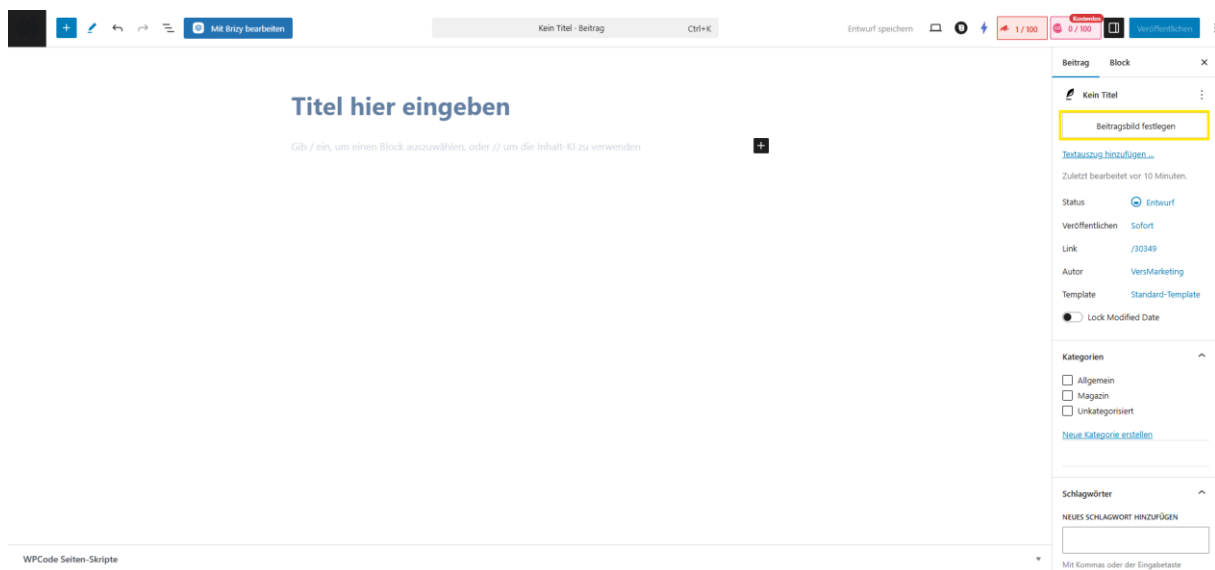 Mit Brizy bearbeiten
Kein Titel · Beitrag
Ctrl+K
Entwurf speichern
1 / 100
Kostenlos
0 / 100
Veröffentlichen
Beitrag
Block
Kein Titel
Titel hier eingeben
Beitragsbild festlegen
Gib / ein, um einen Block auszuwählen, oder // um die Inhalt-KI zu verwenden
Textauszug hinzufügen ...
Zuletzt bearbeitet vor 10 Minuten.
Status Entwurf
Veröffentlichen Sofort
Link /30349
Autor VersMarketing
Template Standard-Template
Lock Modified Date
Kategorien
Allgemein
Magazin
Unkategorisiert
Neue Kategorie erstellen
Schlagwörter
NEUES SCHLAGWORT HINZUFÜGEN
WPCode Seiten-Skripte
Mit Kommas oder der Eingabetaste